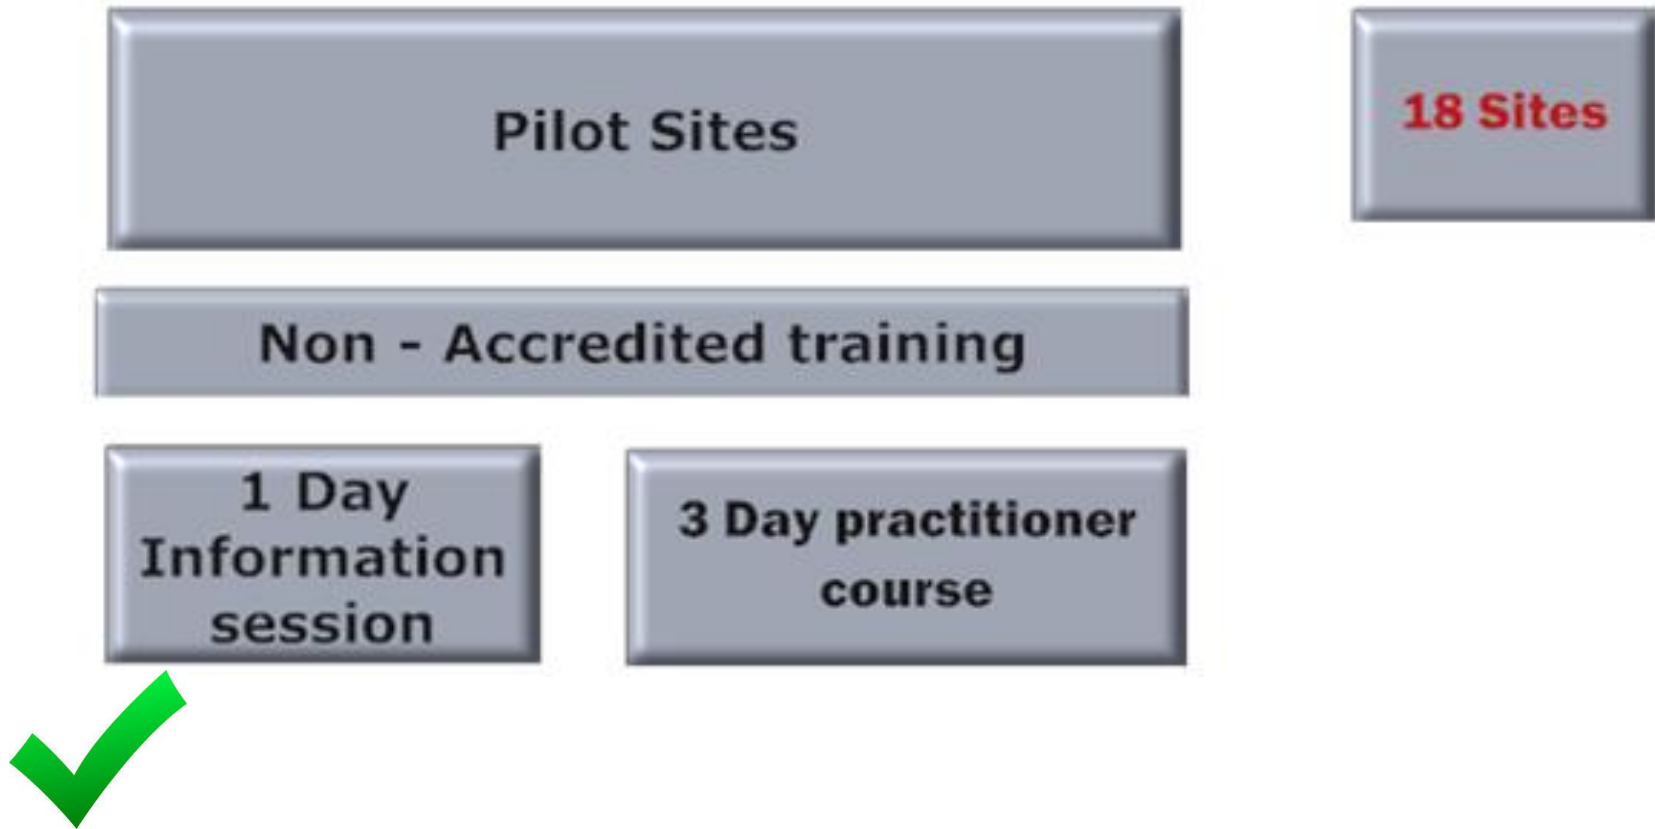 Pilot Sites
18 Sites
Non - Accredited training
1 Day
Information
session
3 Day practitioner
course